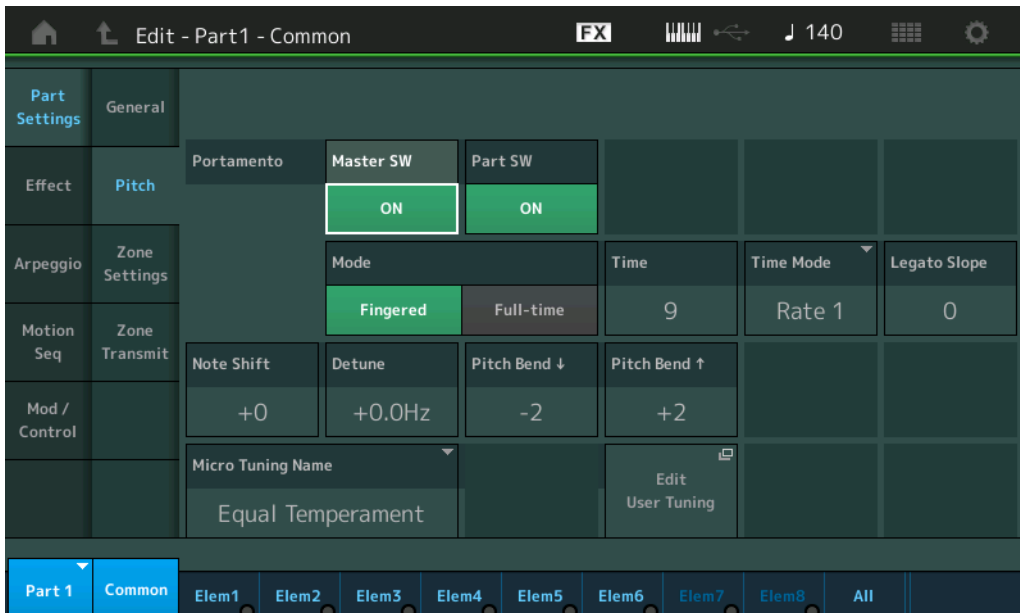 Edit - Part1 - Common
FX
♩ 140
Part
Settings
General
Effect
Pitch
Arpeggio
Zone
Settings
Motion
Seq
Zone
Transmit
Mod /
Control
Portamento
Master SW
Part SW
ON
ON
Mode
Time
Time Mode
Legato Slope
Fingered
Full-time
9
Rate 1
0
Note Shift
Detune
Pitch Bend ↓
Pitch Bend ↑
+0
+0.0Hz
-2
+2
Micro Tuning Name
Edit
User Tuning
Equal Temperament
Part 1
Common
Elem1
Elem2
Elem3
Elem4
Elem5
Elem6
Elem7
Elem8
All